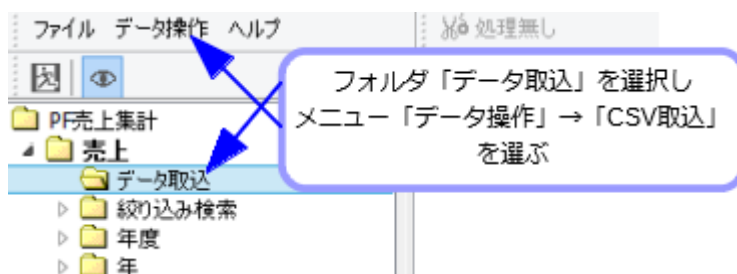 ファイル データ操作 ヘルプ
処理無し
フォルダ「データ取込」を選択し
メニュー「データ操作」→「CSV取込」
を選ぶ
PF売上集計
売上
データ取込
絞り込み検索
年度
年